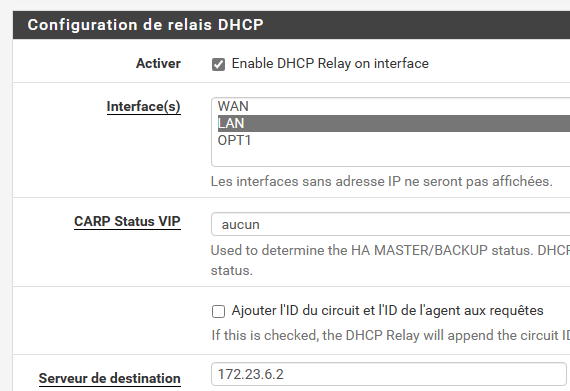 Configuration de relais DHCP
Activer
Enable DHCP Relay on interface
Interface(s)
WAN
LAN
OPT1
Les interfaces sans adresse IP ne seront pas affichées.
CARP Status VIP
aucun
Used to determine the HA MASTER/BACKUP status. DHCP
status.
Ajouter l'ID du circuit et l'ID de l'agent aux requêtes
If this is checked, the DHCP Relay will append the circuit ID
Serveur de destination
172.23.6.2